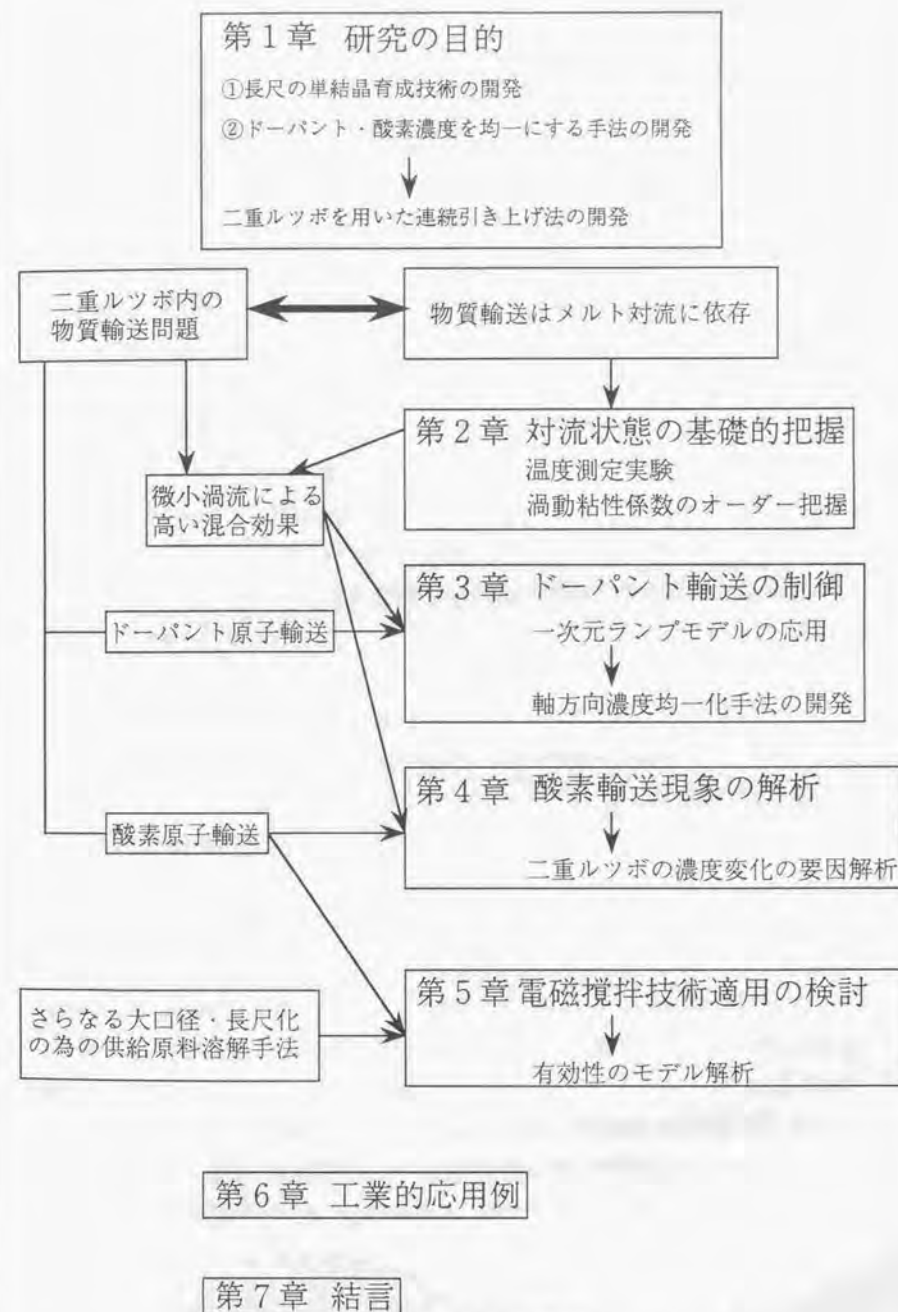 第1章 研究の目的
①長尺の単結晶育成技術の開発
②ドーパント・酸素濃度を均一にする手法の開発
二重ルツボを用いた連続引き上げ法の開発
二重ルツボ内の
物質輸送問題
物質輸送はメルト対流に依存
第2章 対流状態の基礎的把握
温度測定実験
渦動粘性係数のオーダー把握
微小渦流による
高い混合効果
第3章 ドーパント輸送の制御
一次元ランプモデルの応用
軸方向濃度均一化手法の開発
ドーパント原子輸送
第4章 酸素輸送現象の解析
二重ルツボの濃度変化の要因解析
酸素原子輸送
第5章 電磁攪拌技術適用の検討
有効性のモデル解析
さらなる大口径・長尺化
の為の供給原料溶解手法
第6章 工業的応用例
第7章 結言